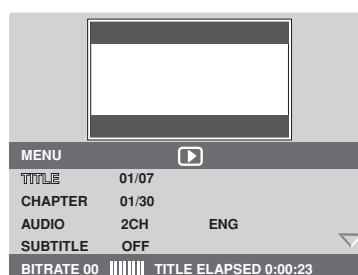 MENU
TITLE 01/07
CHAPTER 01/30
AUDIO 2CH ENG
SUBTITLE OFF
BITRATE 00 TITLE ELAPSED 0:00:23